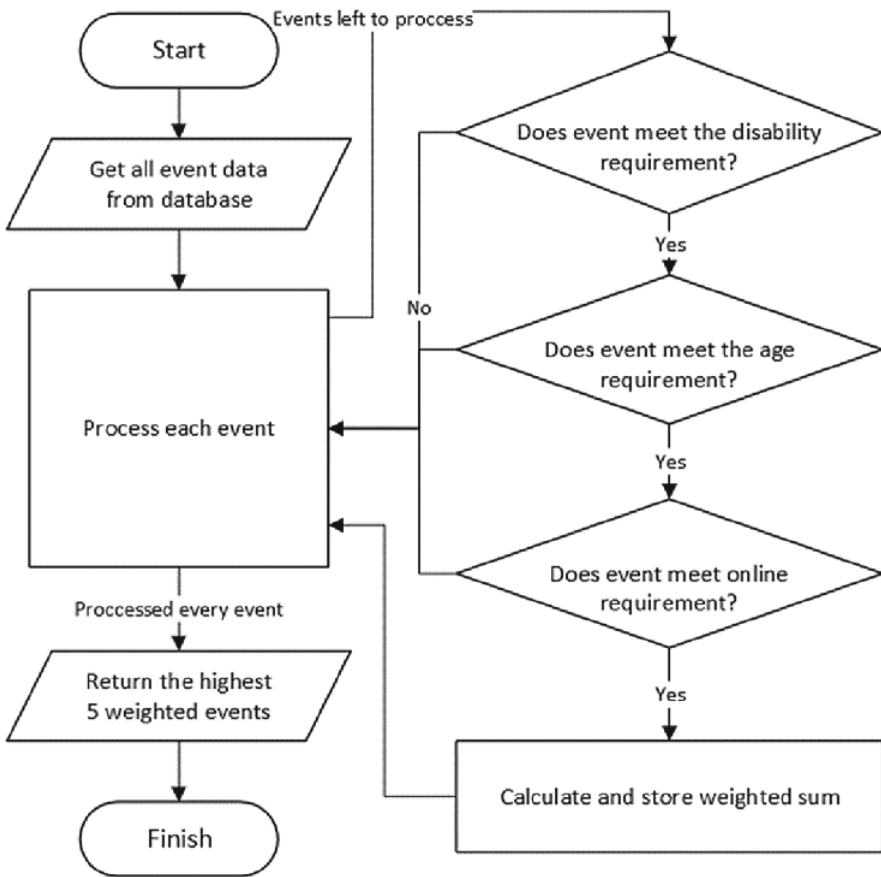 Events left to proccess
Start
Does event meet the disability
requirement?
Get all event data
from database
Yes
No
Does event meet the age
requirement?
Process each event
Yes
Does event meet online
requirement?
Proccessed every event
Return the highest
5 weighted events
Yes
Calculate and store weighted sum
Finish